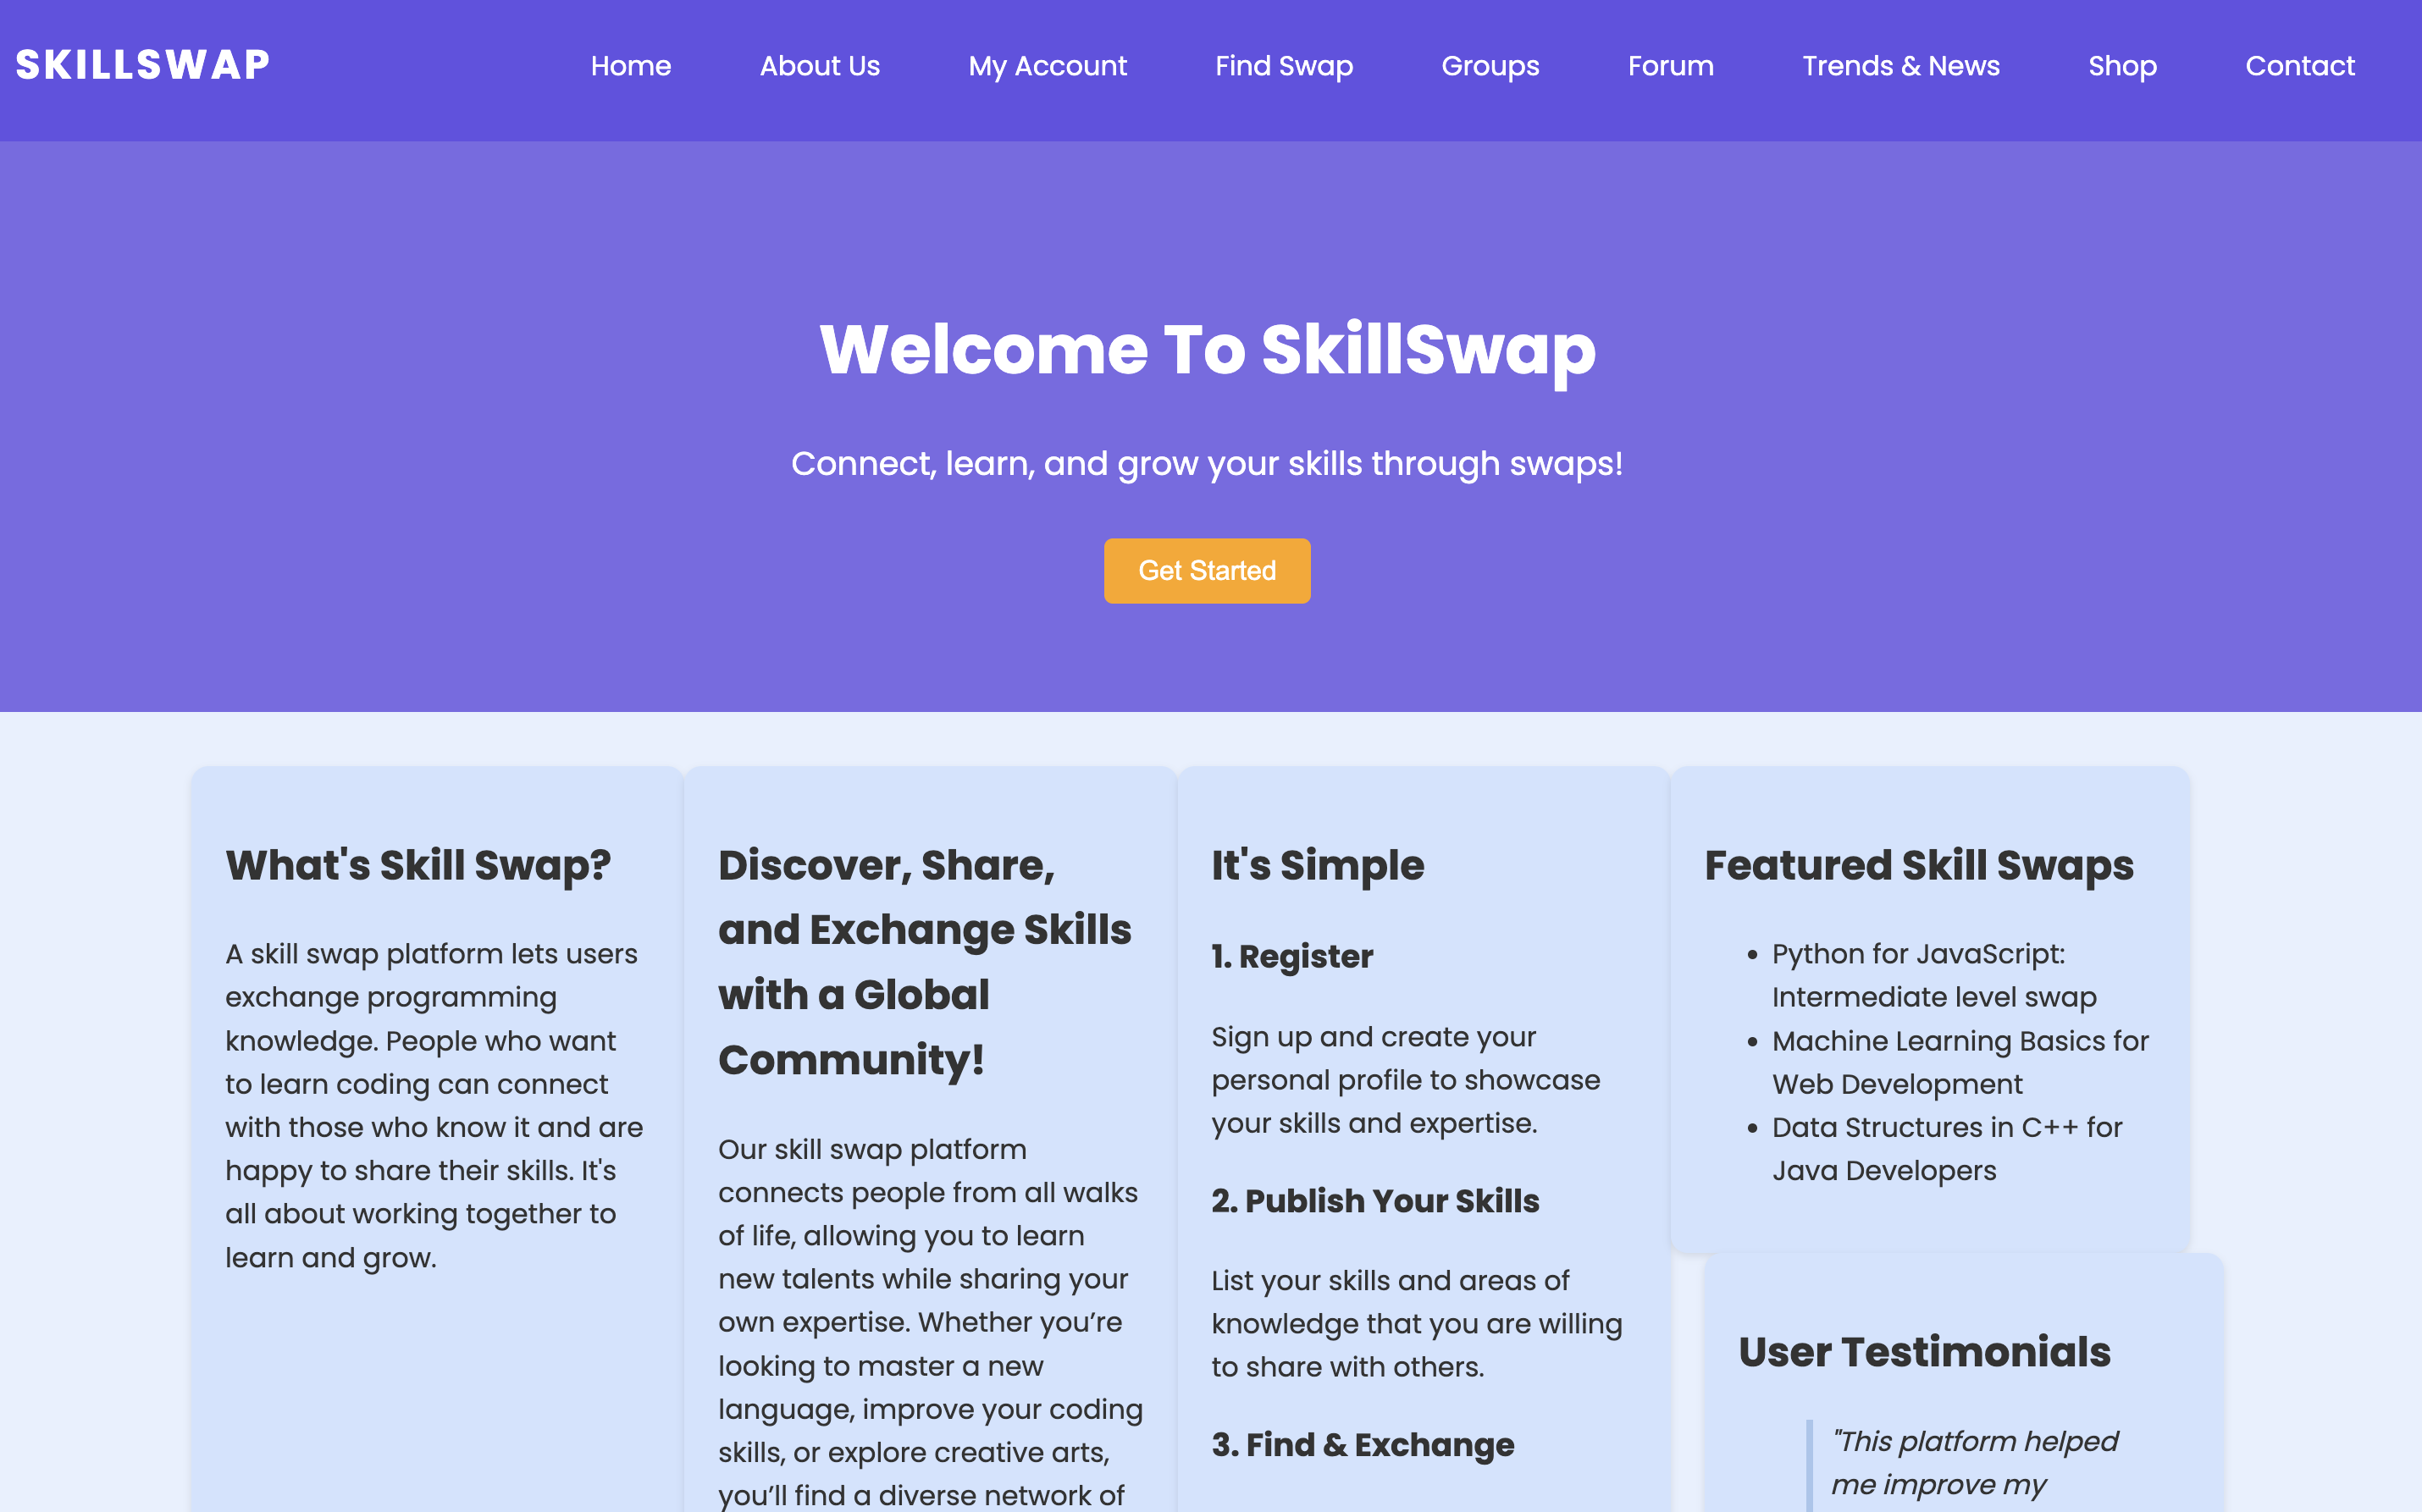 SKILLSWAP
Home
About Us
My Account
Find Swap
Groups
Forum
Trends & News
Shop
Contact
Welcome To SkillSwap
Connect, learn, and grow your skills through swaps!
Get Started
What's Skill Swap?
A skill swap platform lets users
exchange programming
knowledge. People who want
to learn coding can connect
with those who know it and are
happy to share their skills. It's
all about working together to
learn and grow.
Discover, Share,
and Exchange Skills
with a Global
Community!
Our skill swap platform
connects people from all walks
of life, allowing you to learn
new talents while sharing your
own expertise. Whether you’re
looking to master a new
language, improve your coding
skills, or explore creative arts,
you’ll find a diverse network of
It's Simple
1. Register
Sign up and create your
personal profile to showcase
your skills and expertise.
2. Publish Your Skills
List your skills and areas of
knowledge that you are willing
to share with others.
3. Find & Exchange
Featured Skill Swaps
• Python for JavaScript:
Intermediate level swap
• Machine Learning Basics for
Web Development
• Data Structures in C++ for
Java Developers
User Testimonials
"This platform helped
me improve my